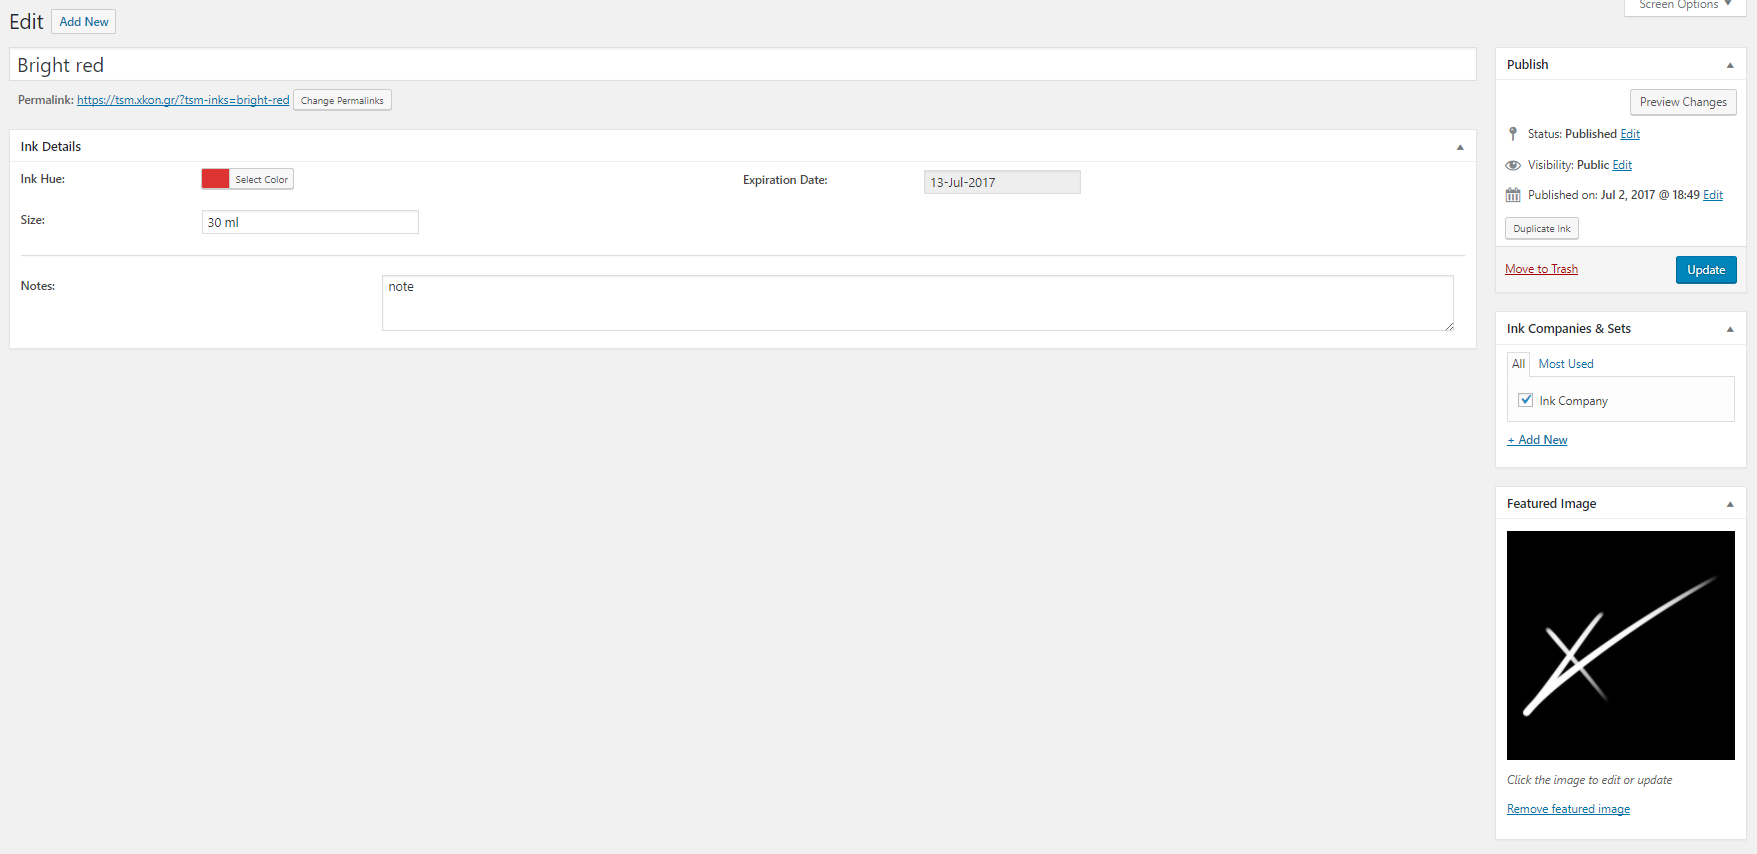 Screen Options
Edit Add New
Bright red
Permalink: https://tsm.xkon.gr/?tsm-inks=bright-red Change Permalinks
Ink Details
Ink Hue: Select Color Expiration Date: 13-Jul-2017
Size: 30 ml
Notes: note
Publish
Preview Changes
Status: Published Edit
Visibility: Public Edit
Published on: Jul 2, 2017 @ 18:49 Edit
Duplicate Ink
Move to Trash Update
Ink Companies & Sets
All Most Used
Ink Company
+ Add New
Featured Image
Click the image to edit or update
Remove featured image